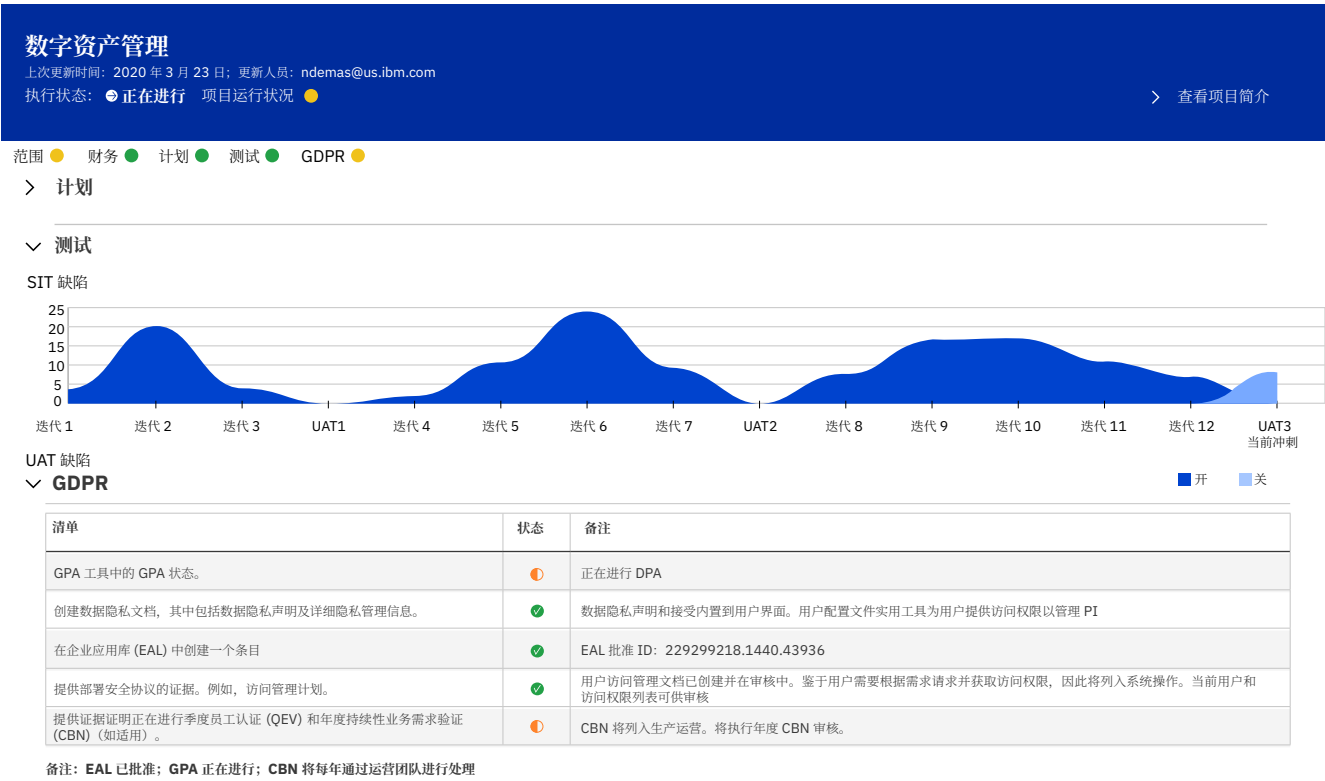 数字资产管理
上次更新时间：2020 年 3 月 23 日；更新人员：ndemas@us.ibm.com
执行状态： 正在进行 项目运行状况
查看项目简介
范围 财务 计划 测试 GDPR
计划
测试
SIT 缺陷
25
20
15
10
5
0
迭代 1 迭代 2 迭代 3 UAT1 迭代 4 迭代 5 迭代 6 迭代 7 UAT2 迭代 8 迭代 9 迭代 10 迭代 11 迭代 12 UAT3
当前冲刺
UAT 缺陷
GDPR
开 关
清单 状态 备注
GPA 工具中的 GPA 状态。 正在进行 DPA
创建数据隐私文档，其中包括数据隐私声明及详细隐私管理信息。 数据隐私声明和接受内置到用户界面。用户配置文件实用工具为用户提供访问权限以管理 PI
在企业应用库 (EAL) 中创建一个条目 EAL 批准 ID：229299218.1440.43936
提供部署安全协议的证据。例如，访问管理计划。 用户访问管理文档已创建并在审核中。鉴于用户需要根据需求请求并获取访问权限，因此将列入系统操作。当前用户和
访问权限列表可供审核
提供证据证明正在进行季度员工认证 (QEV) 和年度持续性业务需求验证
(CBN)（如适用）。 CBN 将列入生产运营。将执行年度 CBN 审核。
备注：EAL 已批准；GPA 正在进行；CBN 将每年通过运营团队进行处理